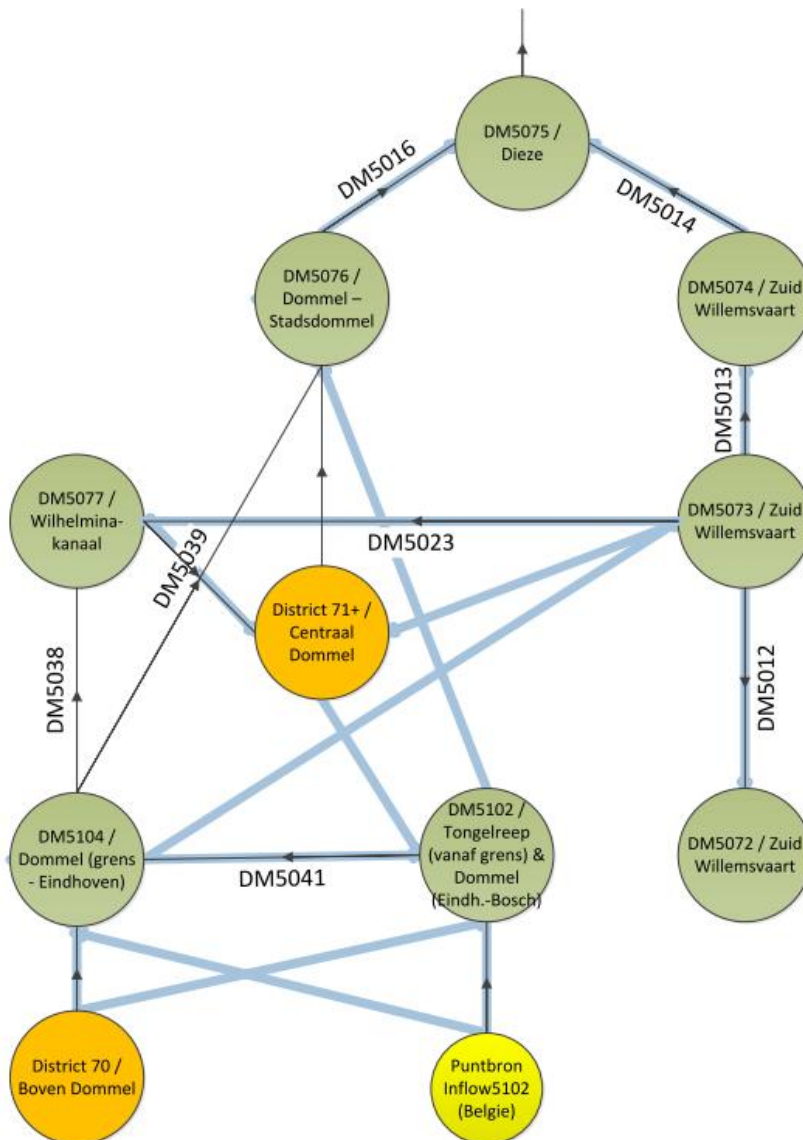 DM5075 /
Dieze
DM5016
DM5014
DM5076 /
Dommel –
Stadsdommel
DM5074 / Zuid
Willemsvaart
DM5013
DM5077 /
Wilhelmina-
kanaal
DM5039
DM5023
DM5073 / Zuid
Willemsvaart
District 71+ /
Centraal
Dommel
DM5038
DM5012
DM5104 /
Dommel (grens
- Eindhoven)
DM5041
DM5102 /
Tongelreep
(vanaf grens) &
Dommel
(Eindh.-Bosch)
DM5072 / Zuid
Willemsvaart
District 70 /
Boven Dommel
Puntbron
Inflow5102
(Belgie)